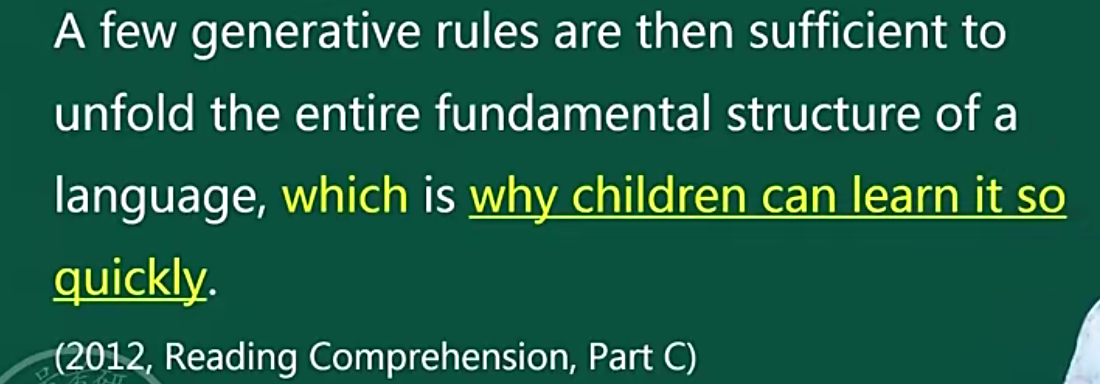 A few generative rules are then sufficient to
unfold the entire fundamental structure of a
language, which is why children can learn it so
quickly.
(2012, Reading Comprehension, Part C)